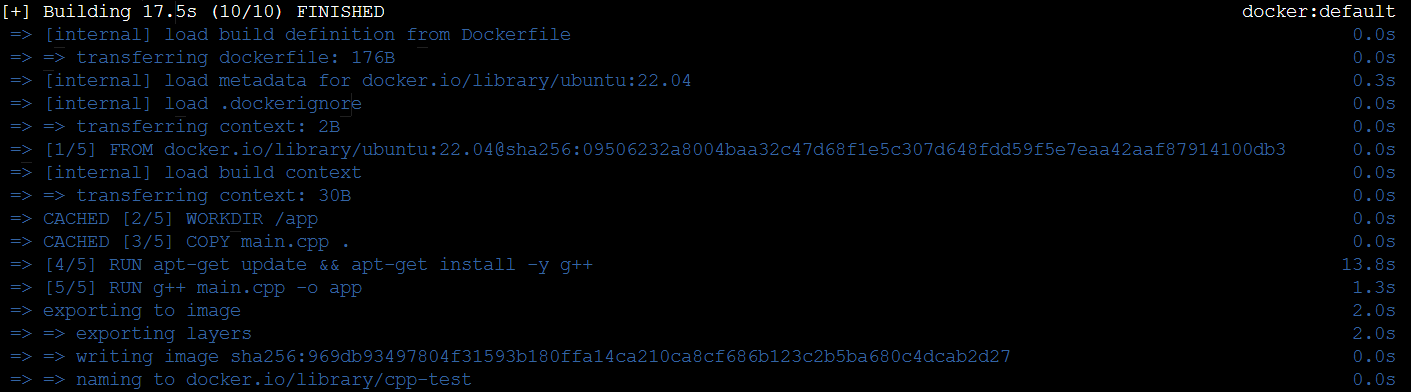 [+] Building 17.5s (10/10) FINISHED docker:default
=> [internal] load build definition from Dockerfile 0.0s
=> => transferring dockerfile: 176B 0.0s
=> [internal] load metadata for docker.io/library/ubuntu:22.04 0.3s
=> [internal] load .dockerignore 0.0s
=> => transferring context: 2B 0.0s
=> [1/5] FROM docker.io/library/ubuntu:22.04@sha256:09506232a8004baa32c47d68f1e5c307d648fdd59f5e7eaa42aaf87914100db3 0.0s
=> [internal] load build context 0.0s
=> => transferring context: 30B 0.0s
=> CACHED [2/5] WORKDIR /app 0.0s
=> CACHED [3/5] COPY main.cpp . 0.0s
=> [4/5] RUN apt-get update && apt-get install -y g++ 13.8s
=> [5/5] RUN g++ main.cpp -o app 1.3s
=> exporting to image 2.0s
=> => exporting layers 2.0s
=> => writing image sha256:969db93497804f31593b180ffa14ca210ca8cf686b123c2b5ba680c4dcab2d27 0.0s
=> => naming to docker.io/library/cpp-test 0.0s